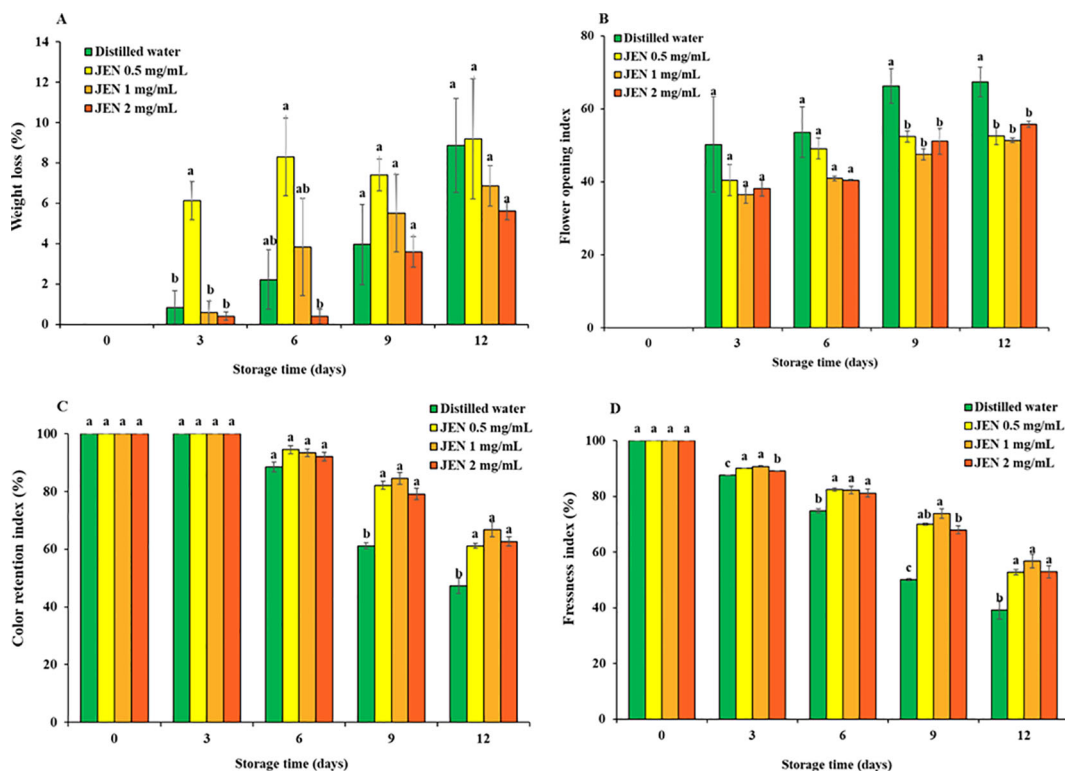 A
Distilled water
JEN 0.5 mg/mL
JEN 1 mg/mL
JEN 2 mg/mL
Weight loss (%)
14
12
10
8
6
4
2
0
b a b b
ab a ab b
a a a a
a a a a
0 3 6 9 12
Storage time (days)
B
Distilled water
JEN 0.5 mg/mL
JEN 1 mg/mL
JEN 2 mg/mL
Flower opening index
80
60
40
20
0
a a a a
a a b b
a b b b
a b b b
0 3 6 9 12
Storage time (days)
C
Distilled water
JEN 0.5 mg/mL
JEN 1 mg/mL
JEN 2 mg/mL
Color retention index (%)
100
80
60
40
20
0
a a a a
a a a a
a a a a
b a a a
b a a a
0 3 6 9 12
Storage time (days)
D
Distilled water
JEN 0.5 mg/mL
JEN 1 mg/mL
JEN 2 mg/mL
Fressness index (%)
100
80
60
40
20
0
a a a a
c a a b
b a a a
c ab a b
b a a a
0 3 6 9 12
Storage time (days)